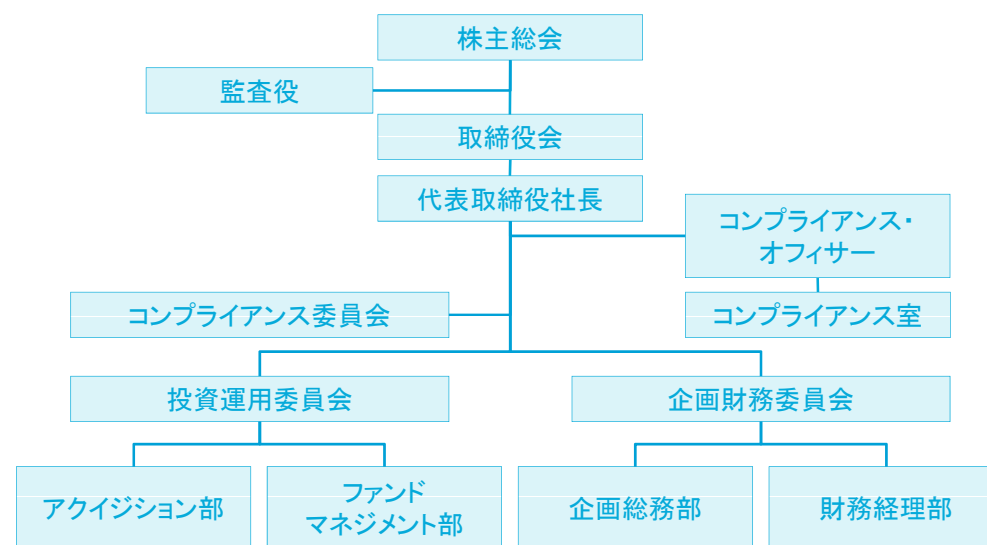 株主総会
監査役
取締役会
代表取締役社長
コンプライアンス・
オフィサー
コンプライアンス委員会
コンプライアンス室
投資運用委員会
企画財務委員会
アクイジション部
ファンド
マネジメント部
企画総務部
財務経理部